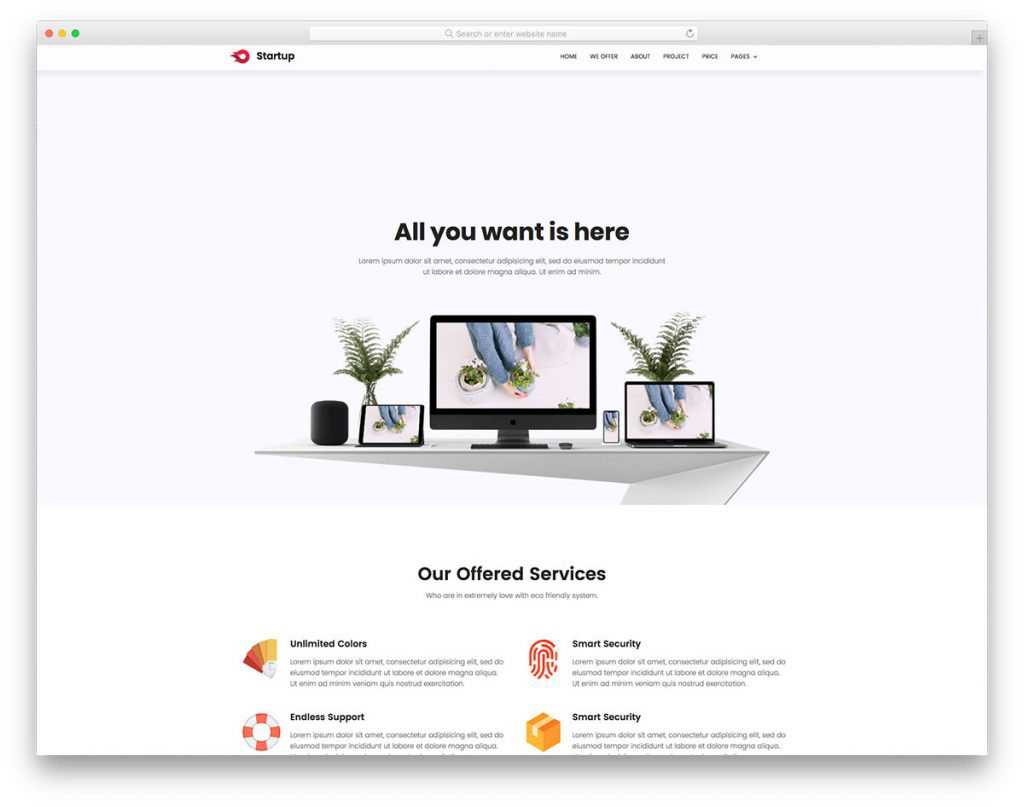 Search or enter website name
Startup
HOME WE OFFER ABOUT PROJECT PRICE PAGES
All you want is here
Lorem ipsum dolor sit amet, consectetur adipisicing elit, sed do eiusmod tempor incididunt
ut labore et dolore magna aliqua. Ut enim ad minim.
Our Offered Services
Who are in extremely love with eco friendly system.
Unlimited Colors
Lorem ipsum dolor sit amet, consectetur adipisicing elit, sed do
eiusmod tempor incididunt ut labore et dolore magna aliqua.
Ut enim ad minim veniam quis nostrud exercitation.
Smart Security
Lorem ipsum dolor sit amet, consectetur adipisicing elit, sed do
eiusmod tempor incididunt ut labore et dolore magna aliqua.
Ut enim ad minim veniam quis nostrud exercitation.
Endless Support
Lorem ipsum dolor sit amet, consectetur adipisicing elit, sed do
eiusmod tempor incididunt ut labore et dolore magna aliqua.
Smart Security
Lorem ipsum dolor sit amet, consectetur adipisicing elit, sed do
eiusmod tempor incididunt ut labore et dolore magna aliqua.